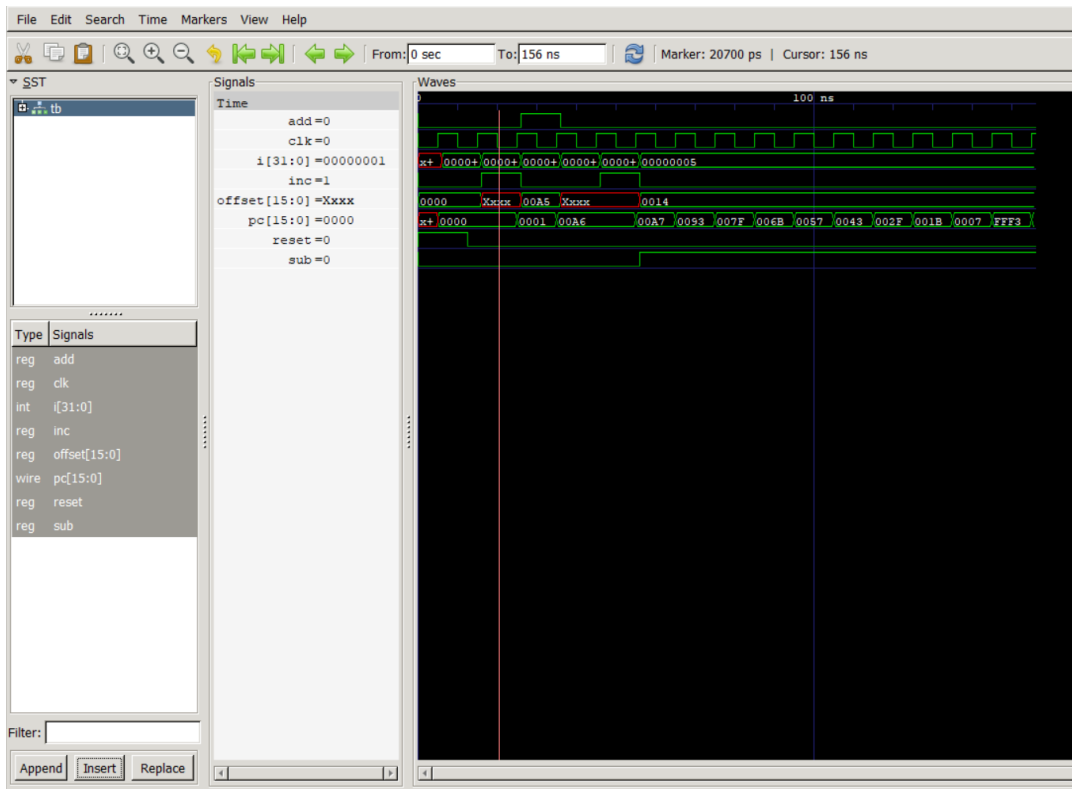 File Edit Search Time Markers View Help
From: 0 sec To: 156 ns Marker: 20700 ps | Cursor: 156 ns
SST
tb
Type Signals
reg add
reg clk
int i[31:0]
reg inc
reg offset[15:0]
wire pc[15:0]
reg reset
reg sub
Filter:
Append Insert Replace
Signals
Time
add=0
clk=0
i[31:0]=00000001
inc=1
offset[15:0]=Xxxx
pc[15:0]=0000
reset=0
sub=0
Waves
0 100 ns
x+ 0000+ 0000+ 0000+ 0000+ 0000+ 00000005
0000 Xxxx 00A5 Xxxx 0014
x+ 0000 0001 00A6 00A7 0093 007F 006B 0057 0043 002F 001B 0007 FFF3